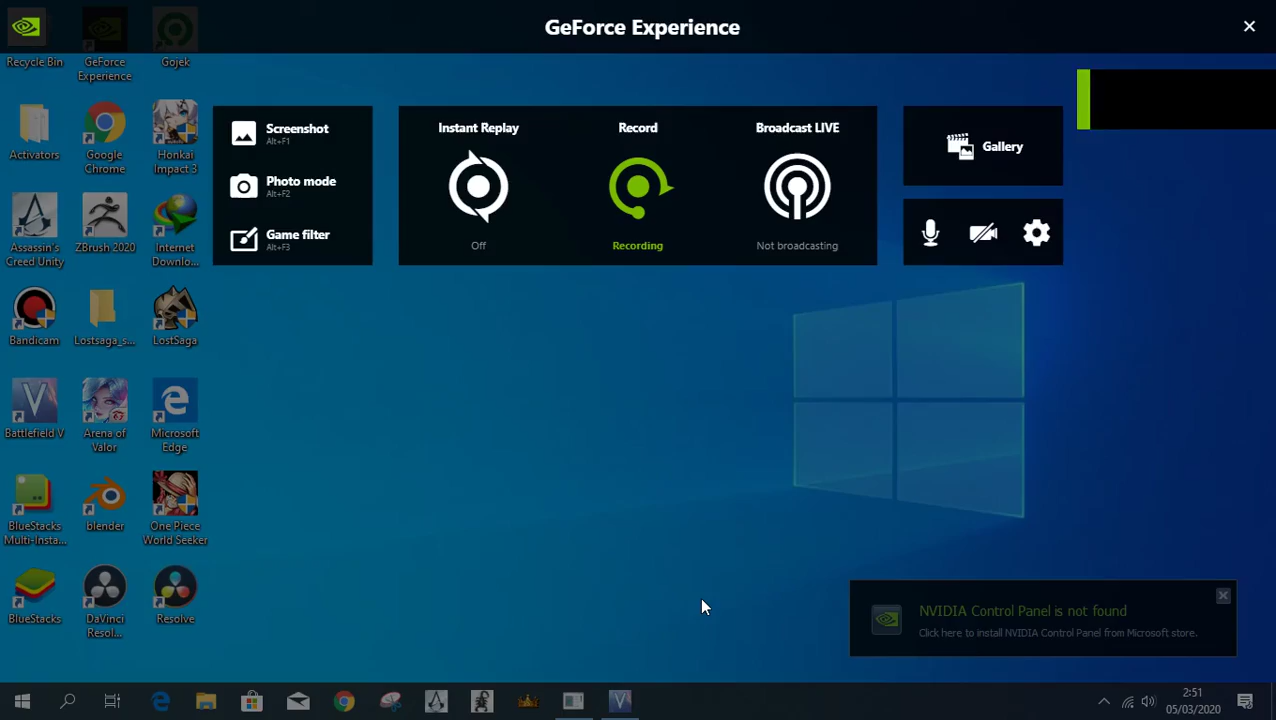 GeForce Experience
Recycle Bin
GeForce
Experience
Gojek
Screenshot
Alt+F1
Photo mode
Alt+F2
Game filter
Alt+F3
Instant Replay
Off
Record
Recording
Broadcast LIVE
Not broadcasting
Gallery
Activators
Google
Chrome
Honkai
Impact 3
Assassin's
Creed Unity
ZBrush 2020
Internet
Downlo...
Bandicam
Lostsaga_s...
LostSaga
Battlefield V
Arena of
Valor
Microsoft
Edge
BlueStacks
Multi-Insta...
blender
One Piece
World Seeker
BlueStacks
DaVinci
Resol...
Resolve
NVIDIA Control Panel is not found
Click here to install NVIDIA Control Panel from Microsoft store.
2:51
05/03/2020